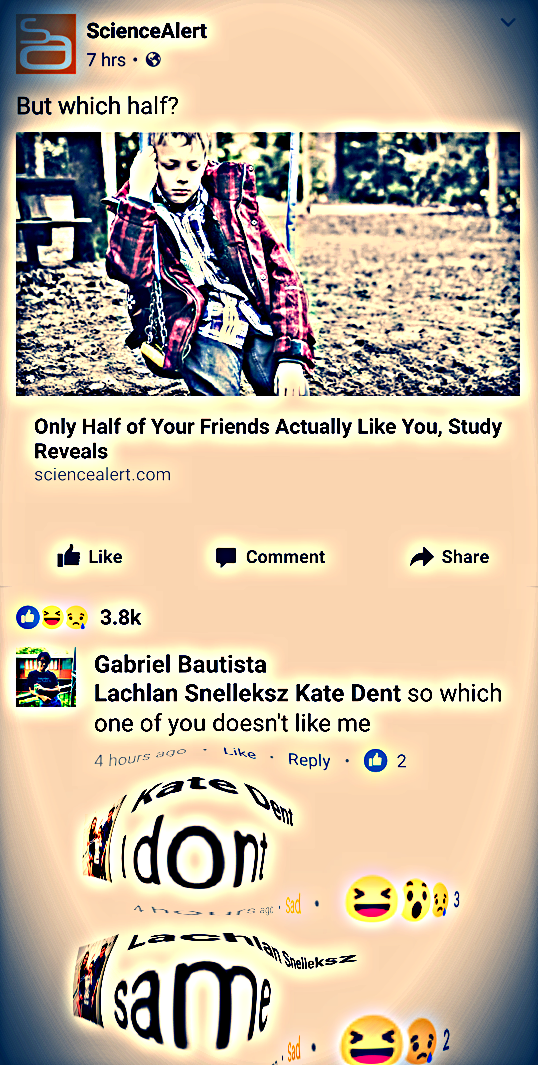 ScienceAlert
7 hrs •
But which half?
Only Half of Your Friends Actually Like You, Study
Reveals
sciencealert.com
Like Comment Share
3.8k
Gabriel Bautista
Lachlan Snelleksz Kate Dent so which
one of you doesn't like me
4 hours ago · Like · Reply · 2
Kate Dent
I dont
4 hours ago · Sad • 3
Lachlan Snelleksz
same
Sad • 2